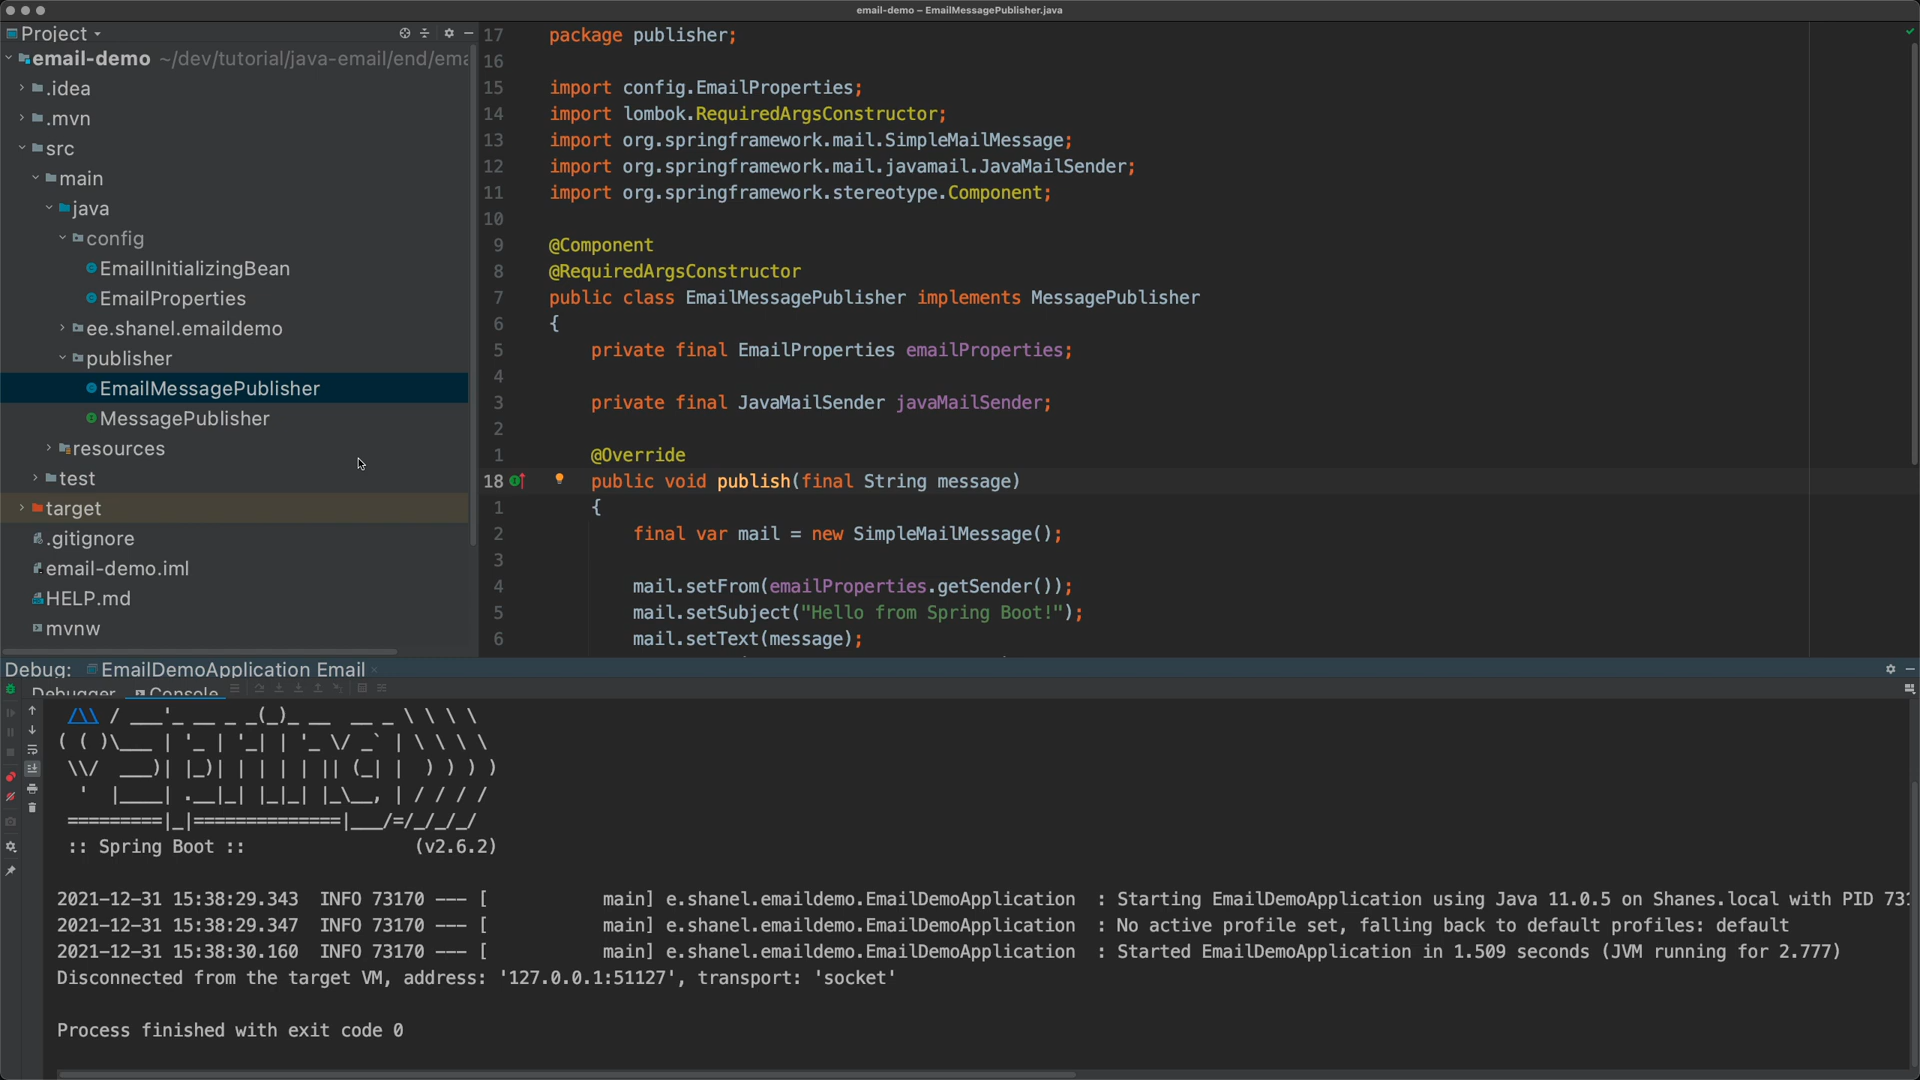 email-demo – EmailMessagePublisher.java
Project
email-demo ~/dev/tutorial/java-email/end/ema
.idea
.mvn
src
main
java
config
EmailInitializingBean
EmailProperties
ee.shanel.emaildemo
publisher
EmailMessagePublisher
MessagePublisher
resources
test
target
.gitignore
email-demo.iml
HELP.md
mvnw
17 package publisher;
16
15 import config.EmailProperties;
14 import lombok.RequiredArgsConstructor;
13 import org.springframework.mail.SimpleMailMessage;
12 import org.springframework.mail.javamail.JavaMailSender;
11 import org.springframework.stereotype.Component;
10
9 @Component
8 @RequiredArgsConstructor
7 public class EmailMessagePublisher implements MessagePublisher
6 {
5 private final EmailProperties emailProperties;
4
3 private final JavaMailSender javaMailSender;
2
1 @Override
18 public void publish(final String message)
1 {
2 final var mail = new SimpleMailMessage();
3
4 mail.setFrom(emailProperties.getSender());
5 mail.setSubject("Hello from Spring Boot!");
6 mail.setText(message);
Debug: EmailDemoApplication Email
Debugger Console
 /\\ / ___'_ __ _ _(_)_ __  __ _ \ \ \ \
( ( )\___ | '_ | '_| | '_ \/ _` | \ \ \ \
 \\/  ___)| |_)| | | | | || (_| |  ) ) ) )
  '  |____| .__|_| |_|_| |_\__, | / / / /
 =========|_|==============|___/=/_/_/_/
:: Spring Boot :: (v2.6.2)
2021-12-31 15:38:29.343  INFO 73170 --- [           main] e.shanel.emaildemo.EmailDemoApplication  : Starting EmailDemoApplication using Java 11.0.5 on Shanes.local with PID 731
2021-12-31 15:38:29.347  INFO 73170 --- [           main] e.shanel.emaildemo.EmailDemoApplication  : No active profile set, falling back to default profiles: default
2021-12-31 15:38:30.160  INFO 73170 --- [           main] e.shanel.emaildemo.EmailDemoApplication  : Started EmailDemoApplication in 1.509 seconds (JVM running for 2.777)
Disconnected from the target VM, address: '127.0.0.1:51127', transport: 'socket'
Process finished with exit code 0